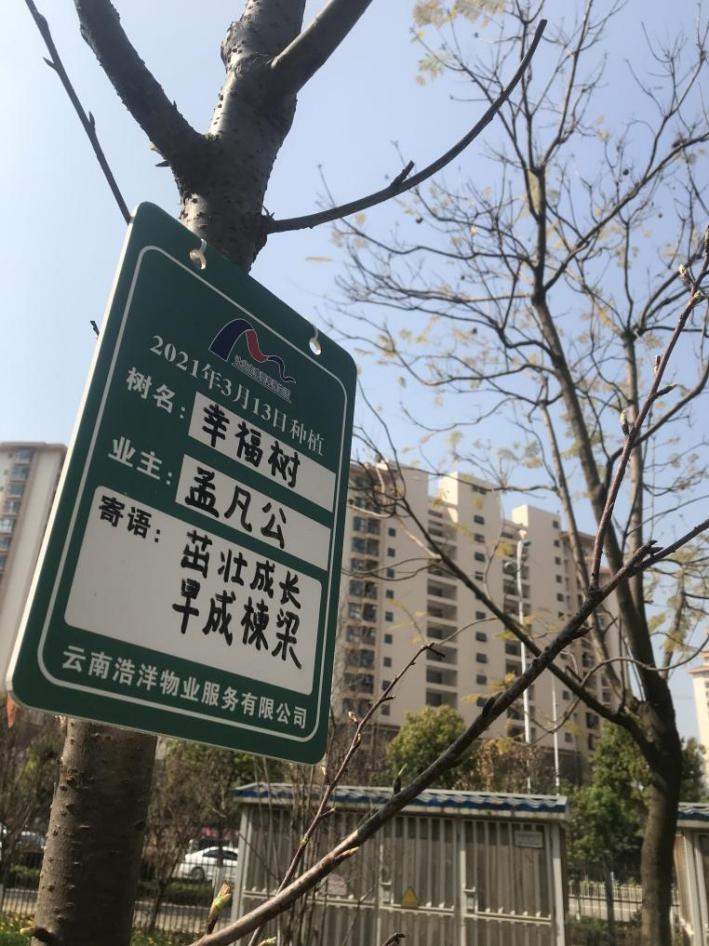 2021年3月13日种植
树名：幸福树
业主：孟凡公
寄语：茁壮成长
早成栋梁
云南浩洋物业服务有限公司